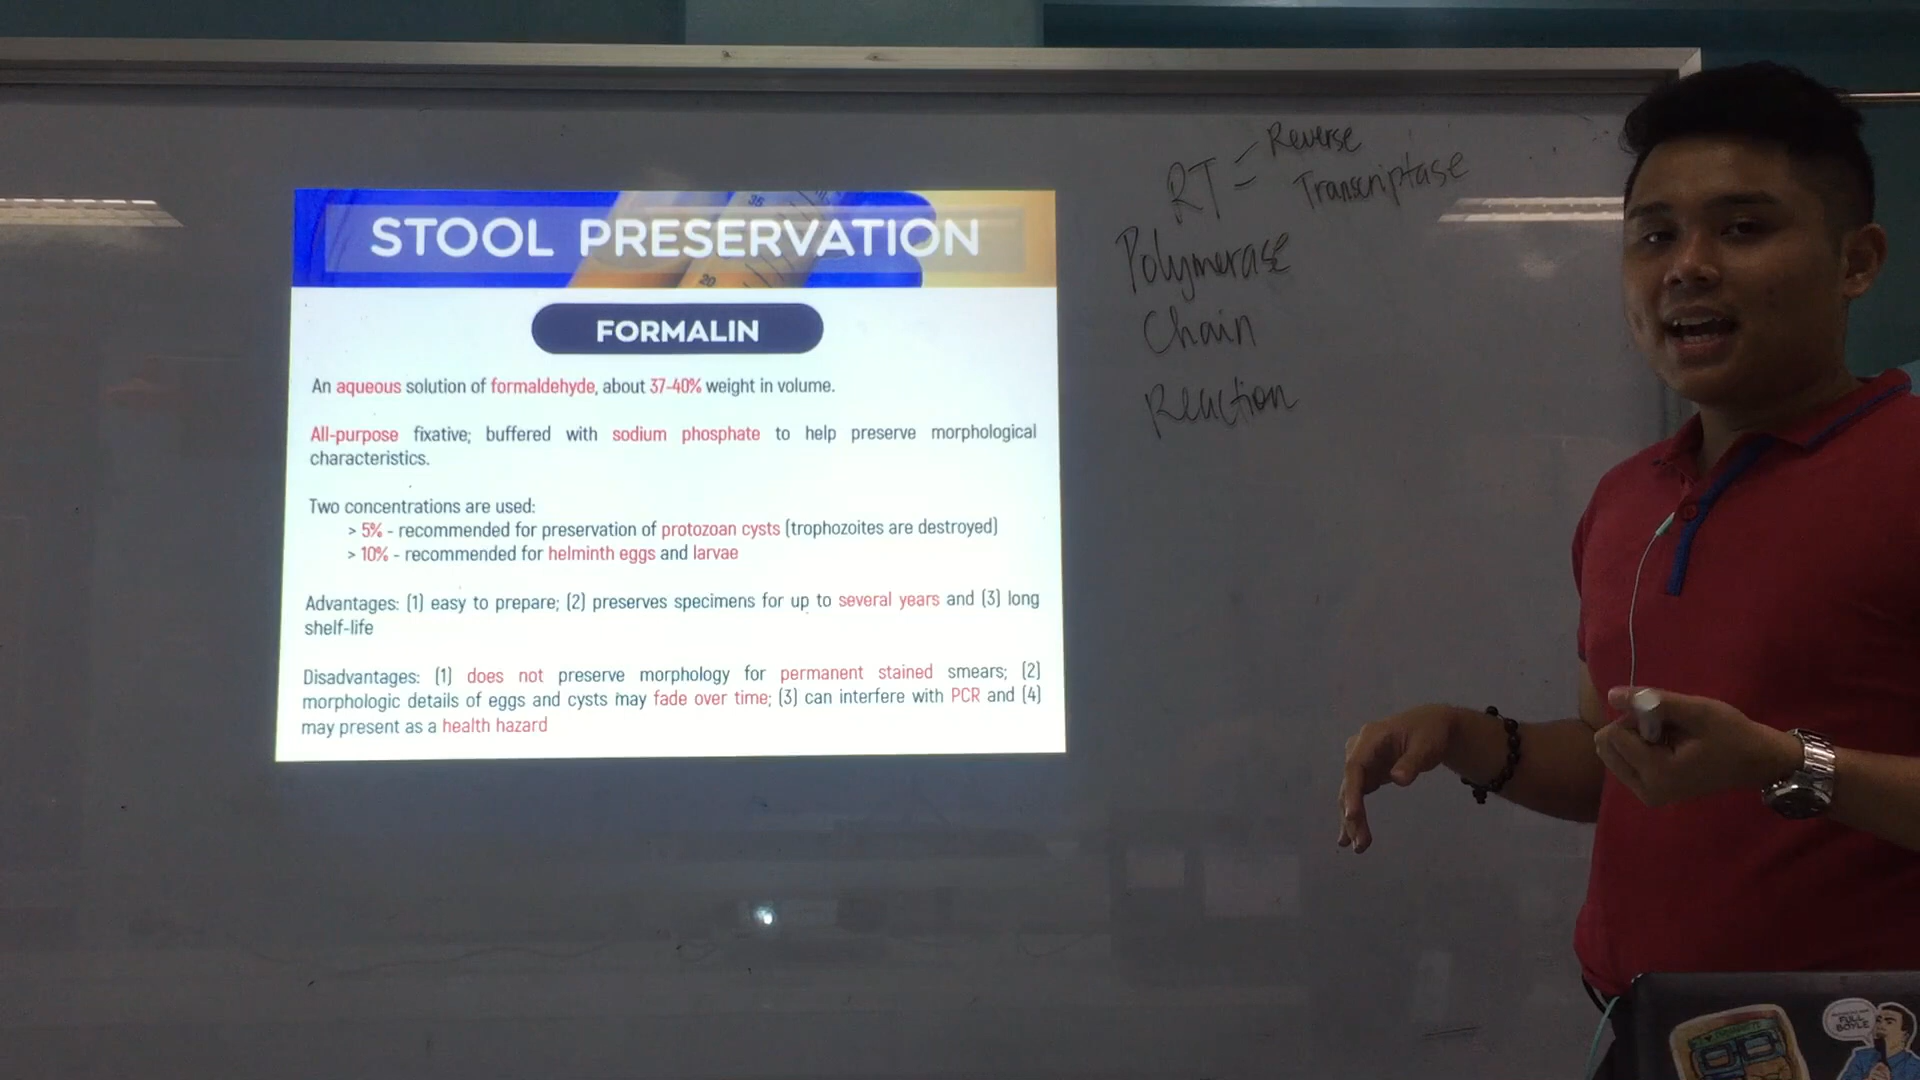 STOOL PRESERVATION
35
20
FORMALIN
An aqueous solution of formaldehyde, about 37-40% weight in volume.
All-purpose fixative; buffered with sodium phosphate to help preserve morphological
characteristics.
Two concentrations are used:
> 5% - recommended for preservation of protozoan cysts (trophozoites are destroyed)
> 10% - recommended for helminth eggs and larvae
Advantages: (1) easy to prepare; (2) preserves specimens for up to several years and (3) long
shelf-life
Disadvantages: (1) does not preserve morphology for permanent stained smears; (2)
morphologic details of eggs and cysts may fade over time; (3) can interfere with PCR and (4)
may present as a health hazard
RT = Reverse
Transcriptase
Polymerase
Chain
Reaction
FULL
BOYLE